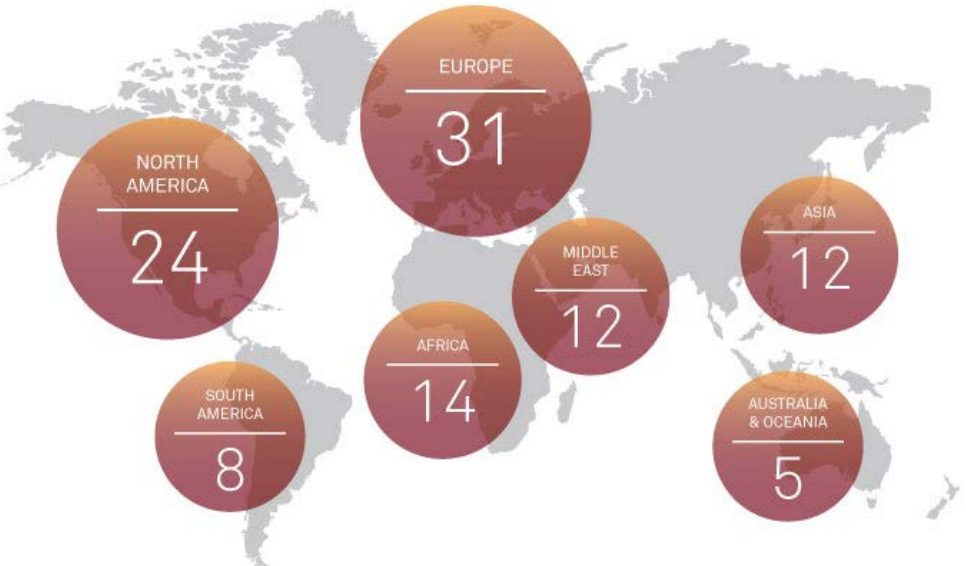 EUROPE
31
NORTH
AMERICA
24
ASIA
12
MIDDLE
EAST
12
AFRICA
14
SOUTH
AMERICA
8
AUSTRALIA
& OCEANIA
5